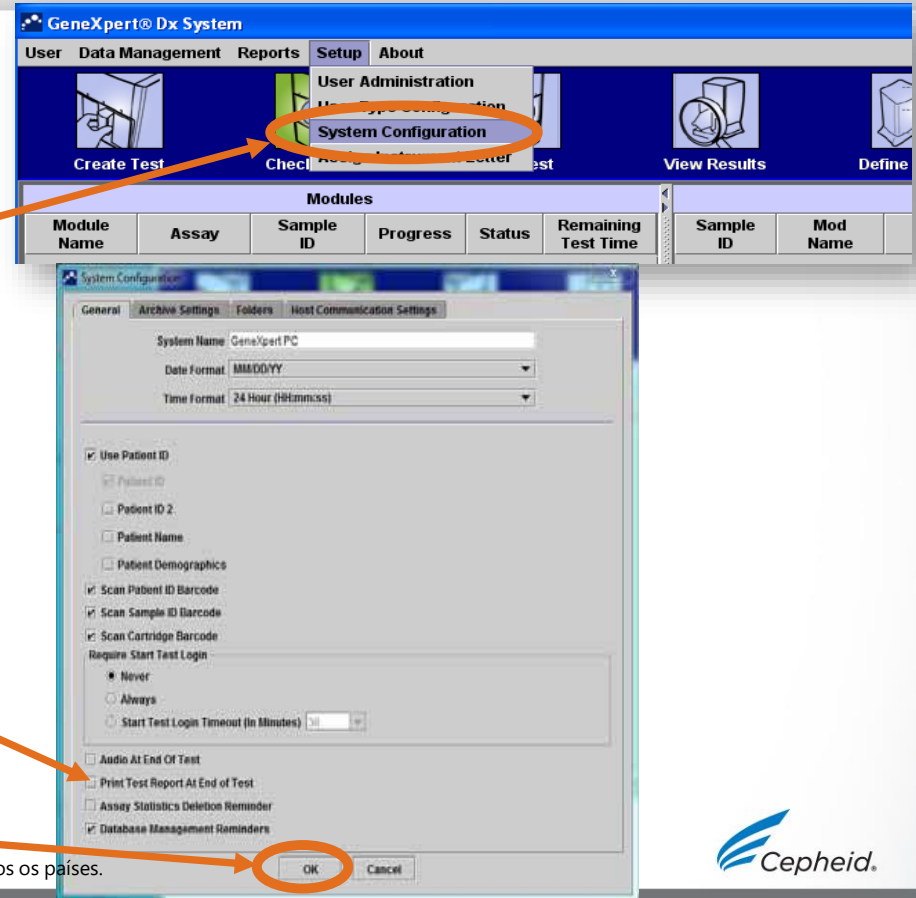 GeneXpert® Dx System
User Data Management Reports Setup About
User Administration
System Configuration
Create Test
View Results
Define
Modules
Module Name Assay Sample ID Progress Status Remaining Test Time Sample ID Mod Name
System Configuration
General Archive Settings Folders Host Communication Settings
System Name GeneXpert PC
Date Format MM/DD/YY
Time Format 24 Hour (HH:mm:ss)
Use Patient ID
Patient ID
Patient ID 2
Patient Name
Patient Demographics
Scan Patient ID Barcode
Scan Sample ID Barcode
Scan Cartridge Barcode
Require Start Test Login
Never
Always
Start Test Login Timeout (In Minutes) 30
Audio At End Of Test
Print Test Report At End of Test
Assay Statistics Deletion Reminder
Database Management Reminders
OK Cancel
os os países.
Cepheid.